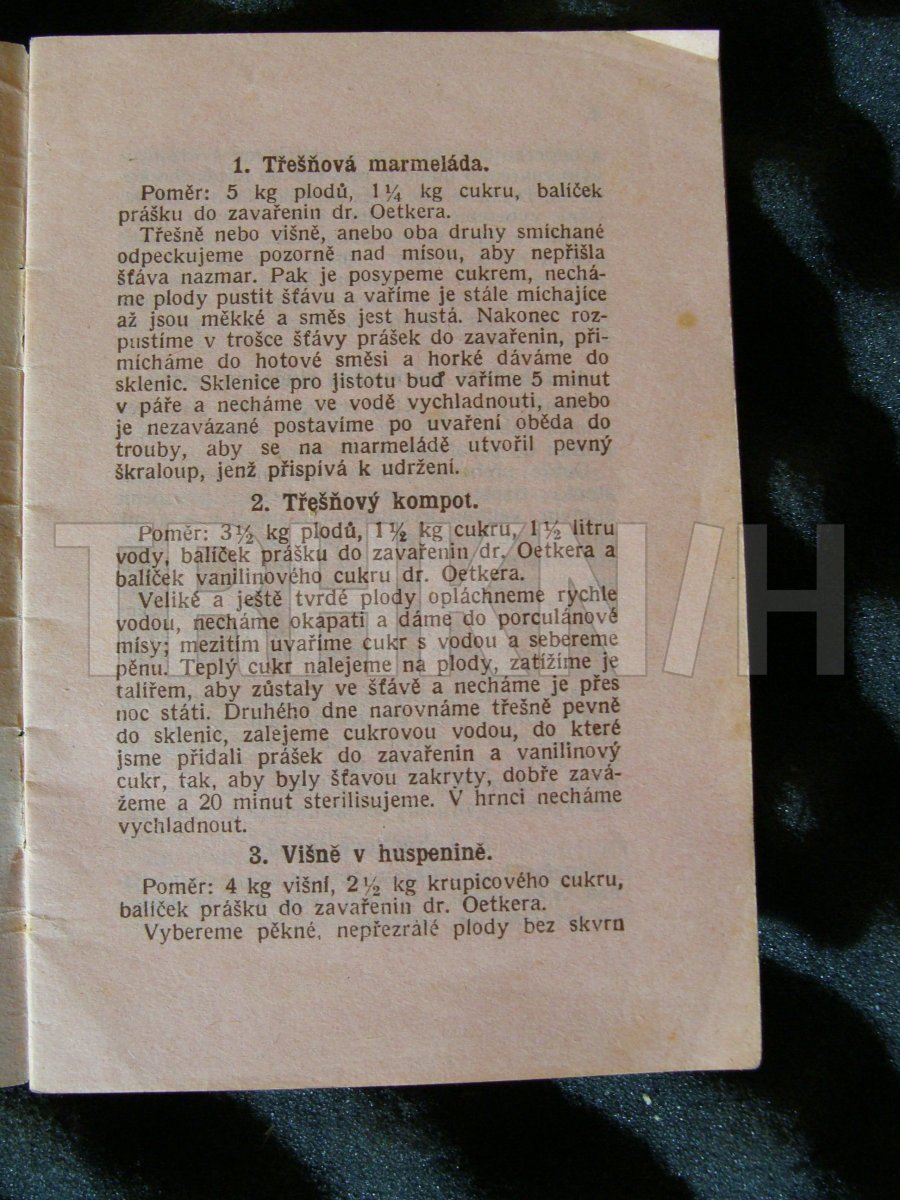 1. Třešňová marmeláda.
Poměr: 5 kg plodů, 1¼ kg cukru, balíček
prášku do zavařenin dr. Oetkera.
Třešně nebo višně, anebo oba druhy smíchané
odpeckujeme pozorně nad mísou, aby nepřišla
šťáva nazmar. Pak je posypeme cukrem, nechá-
me plody pustit šťávu a vaříme je stále míchajíce
až jsou měkké a směs jest hustá. Nakonec roz-
pustíme v trošce šťávy prášek do zavařenin, při-
mícháme do hotové směsi a horké dáváme do
sklenic. Sklenice pro jistotu buď vaříme 5 minut
v páře a necháme ve vodě vychladnouti, anebo
je nezavázané postavíme po uvaření oběda do
trouby, aby se na marmeládě utvořil pevný
škraloup, jenž přispívá k udržení.
2. Třešňový kompot.
Poměr: 3½ kg plodů, 1½ kg cukru, 1½ litru
vody, balíček prášku do zavařenin dr. Oetkera a
balíček vanilinového cukru dr. Oetkera.
Veliké a ještě tvrdé plody opláchneme rychle
vodou, necháme okapati a dáme do porculánové
mísy; mezitím uvaříme cukr s vodou a sebereme
pěnu. Teplý cukr nalejeme na plody, zatížíme je
talířem, aby zůstaly ve šťávě a necháme je přes
noc státi. Druhého dne narovnáme třešně pevně
do sklenic, zalejeme cukrovou vodou, do které
jsme přidali prášek do zavařenin a vanilinový
cukr, tak, aby byly šťavou zakryty, dobře zavá-
žeme a 20 minut sterilisujeme. V hrnci necháme
vychladnout.
3. Višně v huspenině.
Poměr: 4 kg višní, 2½ kg krupicového cukru,
balíček prášku do zavařenin dr. Oetkera.
Vybereme pěkné, nepřezrálé plody bez skvrn